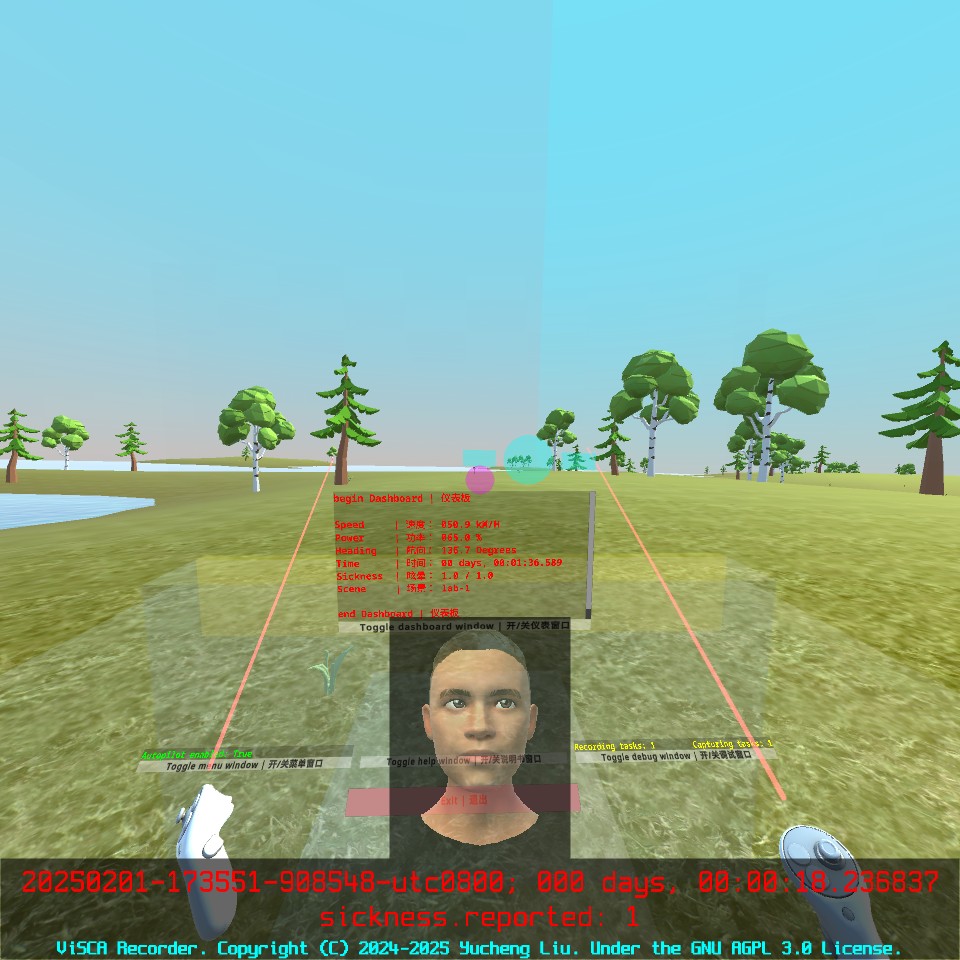 begin Dashboard | 仪表版
Speed | 速度: 050.9 kM/H
Power | 功率: 065.0 %
Heading | 航向: 136.7 Degrees
Time | 时间: 00 days, 00:01:36.589
Sickness | 晕: 1.0 / 1.0
Scene | 场景: lab-1
end Dashboard | 仪表板
Toggle dashboard window | 开/关仪表窗口
Autopilot enabled: True
Recording tasks: 1 Capturing tasks: 1
Toggle menu window | 开/关菜单窗口
Toggle help window | 开/关说明书窗口
Toggle debug window | 开/关调试窗口
Exit | 退出
20250201-173551-908548-utc0800; 000 days, 00:00:18.236837
sickness.reported: 1
ViSCA Recorder. Copyright (C) 2024-2025 Yucheng Liu. Under the GNU AGPL 3.0 License.